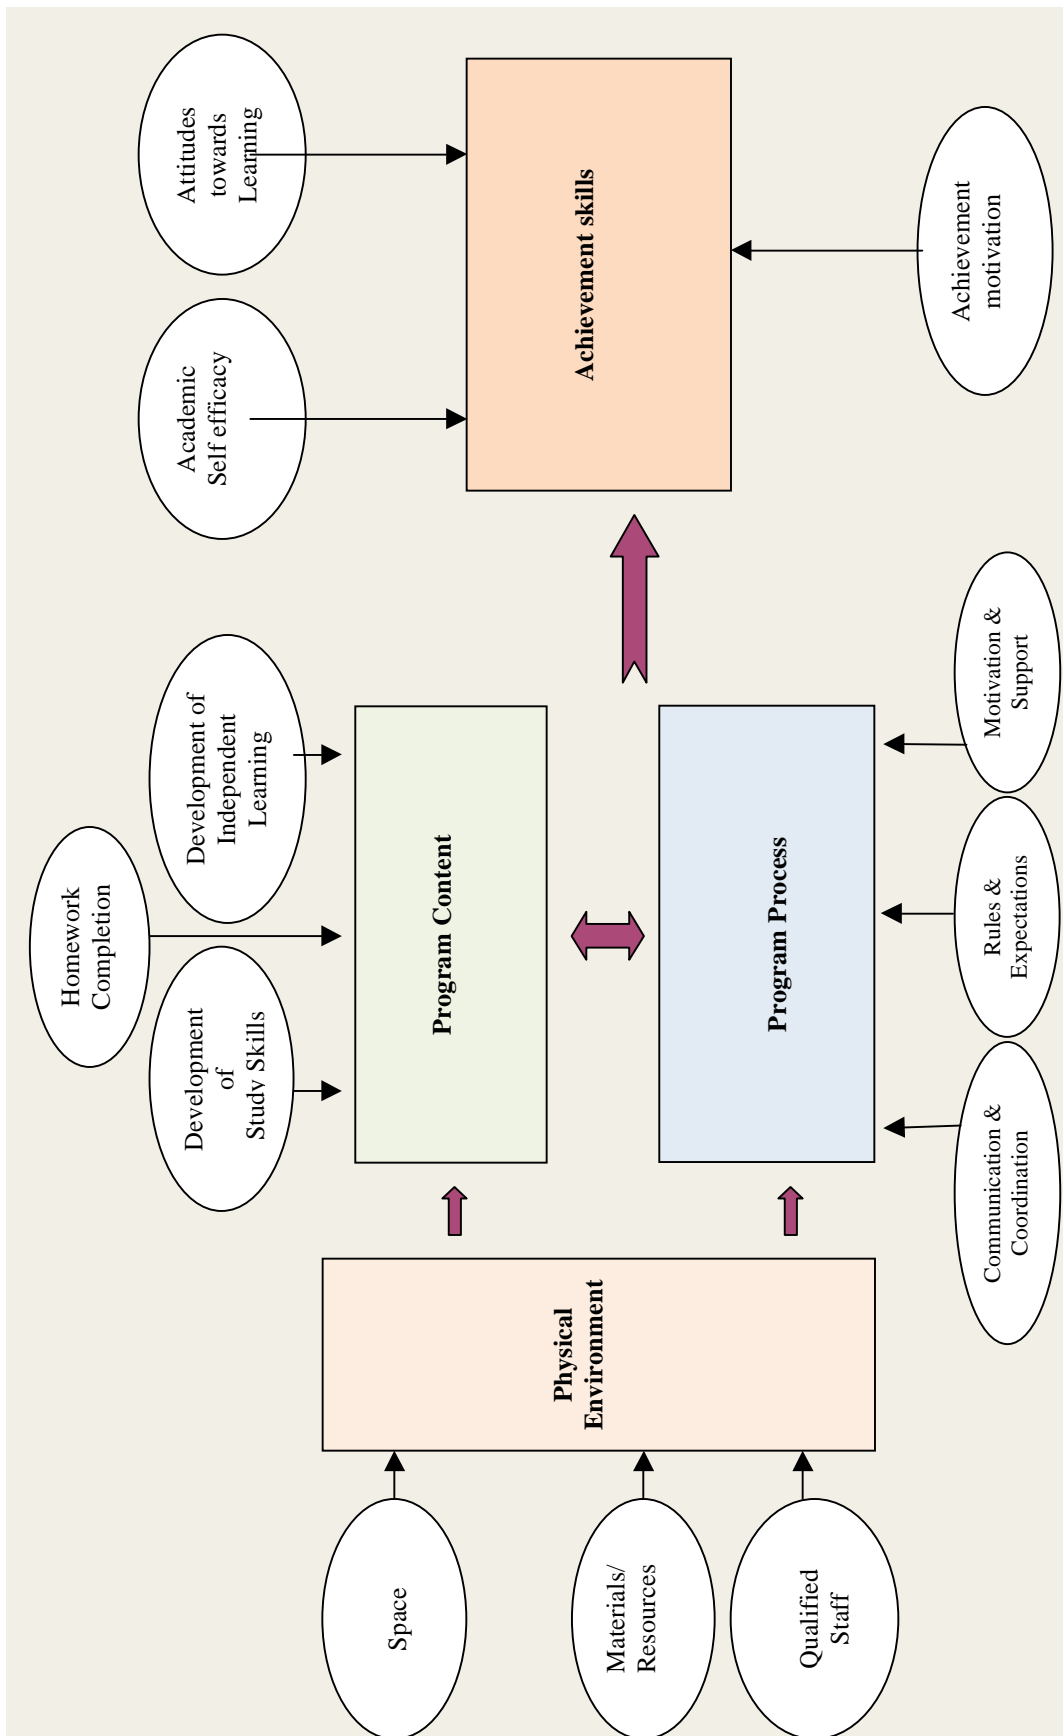 Space
Materials/
Resources
Qualified
Staff
Physical
Environment
Homework
Completion
Development
of
Study Skills
Development of
Independent
Learning
Program Content
Program Process
Communication &
Coordination
Rules &
Expectations
Motivation &
Support
Academic
Self efficacy
Attitudes
towards
Learning
Achievement skills
Achievement
motivation